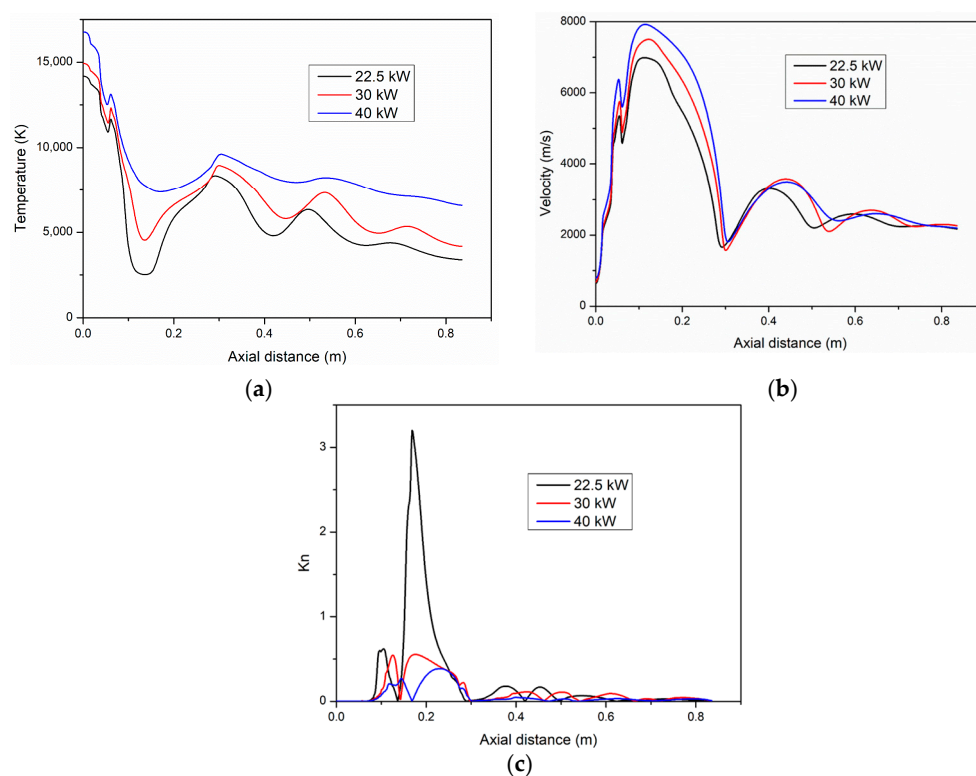 15,000
10,000
5,000
0
Temperature (K)
22.5 kW
30 kW
40 kW
0.0 0.2 0.4 0.6 0.8
Axial distance (m)
(a)
8000
6000
4000
2000
0
Velocity (m/s)
22.5 kW
30 kW
40 kW
0.0 0.2 0.4 0.6 0.8
Axial distance (m)
(b)
3
2
1
0
Kn
22.5 kW
30 kW
40 kW
0.0 0.2 0.4 0.6 0.8
Axial distance (m)
(c)